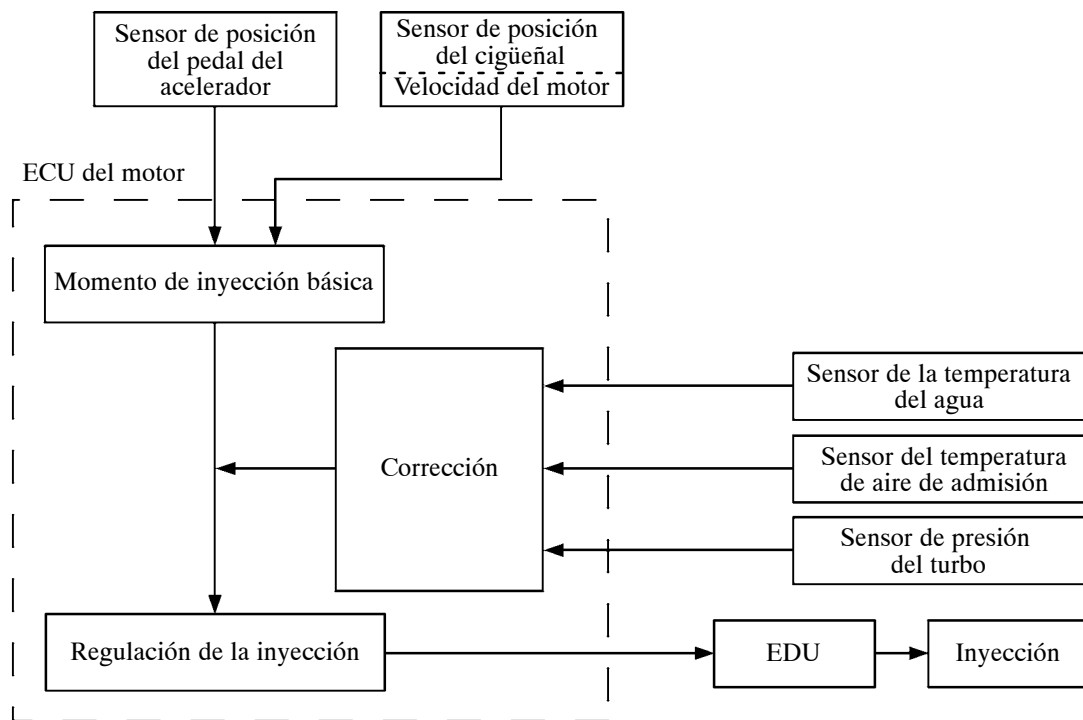 Sensor de posición
del pedal del
acelerador
Sensor de posición
del cigüeñal
Velocidad del motor
ECU del motor
Momento de inyección básica
Corrección
Sensor de la temperatura
del agua
Sensor del temperatura
de aire de admisión
Sensor de presión
del turbo
Regulación de la inyección
EDU
Inyección